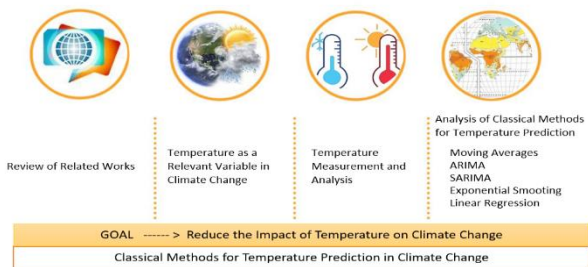 Review of Related Works
Temperature as a
Relevant Variable in
Climate Change
Temperature
Measurement and
Analysis
Analysis of Classical Methods
for Temperature Prediction
Moving Averages
ARIMA
SARIMA
Exponential Smooting
Linear Regression
GOAL ------ > Reduce the Impact of Temperature on Climate Change
Classical Methods for Temperature Prediction in Climate Change